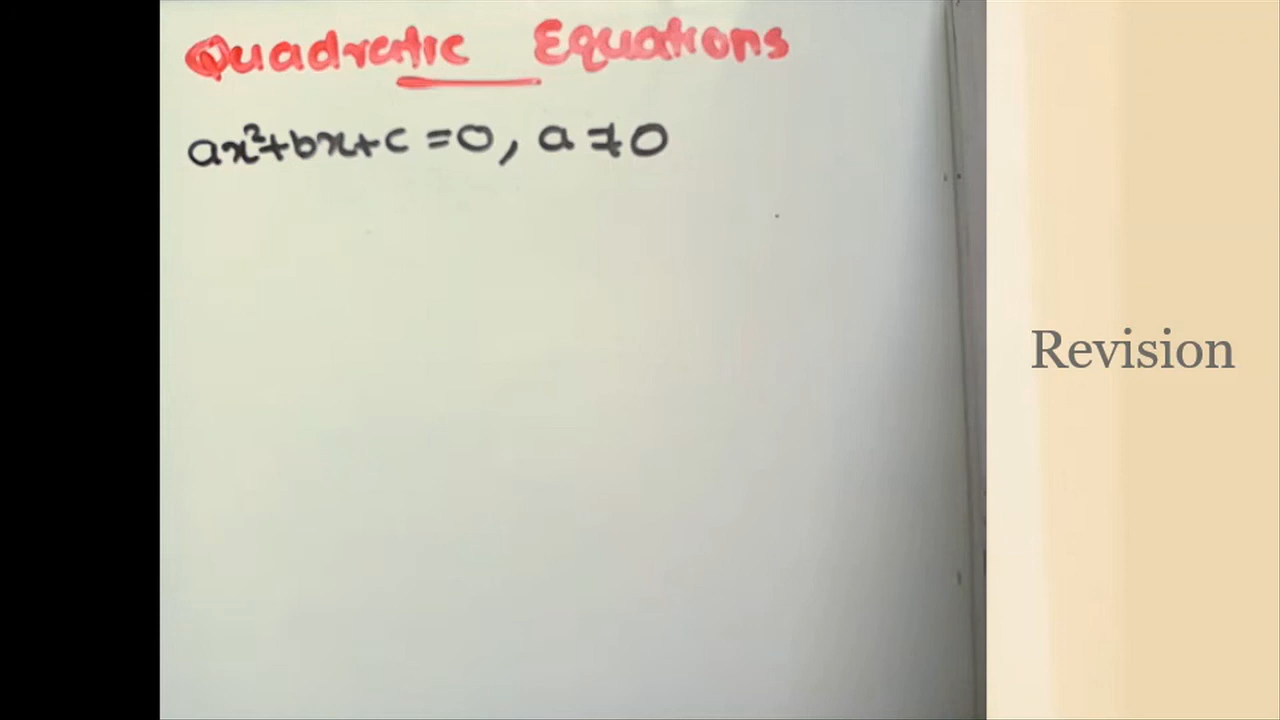 Quadratic Equations
ax²+bx+c =0, a ≠ 0
Revision